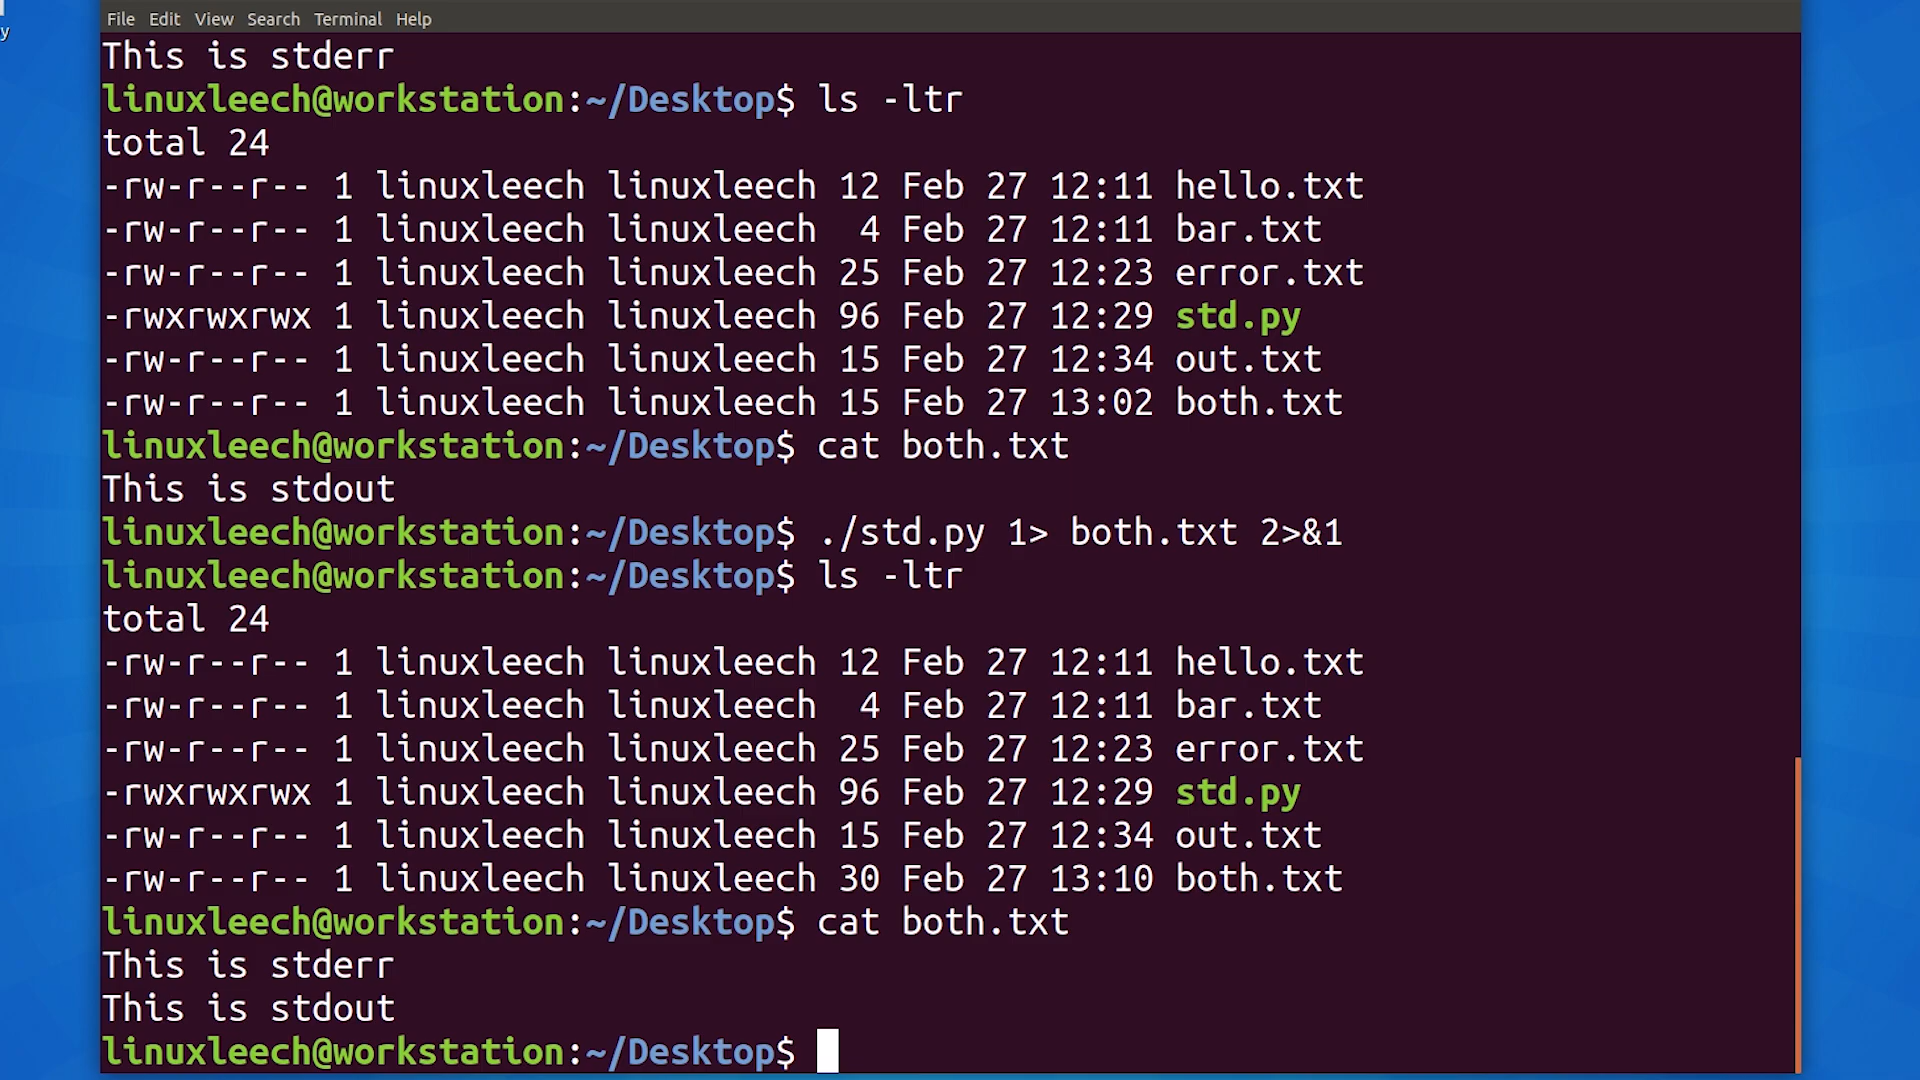 y
File Edit View Search Terminal Help
This is stderr
linuxleech@workstation:~/Desktop$ ls -ltr
total 24
-rw-r--r-- 1 linuxleech linuxleech 12 Feb 27 12:11 hello.txt
-rw-r--r-- 1 linuxleech linuxleech  4 Feb 27 12:11 bar.txt
-rw-r--r-- 1 linuxleech linuxleech 25 Feb 27 12:23 error.txt
-rwxrwxrwx 1 linuxleech linuxleech 96 Feb 27 12:29 std.py
-rw-r--r-- 1 linuxleech linuxleech 15 Feb 27 12:34 out.txt
-rw-r--r-- 1 linuxleech linuxleech 15 Feb 27 13:02 both.txt
linuxleech@workstation:~/Desktop$ cat both.txt
This is stdout
linuxleech@workstation:~/Desktop$ ./std.py 1> both.txt 2>&1
linuxleech@workstation:~/Desktop$ ls -ltr
total 24
-rw-r--r-- 1 linuxleech linuxleech 12 Feb 27 12:11 hello.txt
-rw-r--r-- 1 linuxleech linuxleech  4 Feb 27 12:11 bar.txt
-rw-r--r-- 1 linuxleech linuxleech 25 Feb 27 12:23 error.txt
-rwxrwxrwx 1 linuxleech linuxleech 96 Feb 27 12:29 std.py
-rw-r--r-- 1 linuxleech linuxleech 15 Feb 27 12:34 out.txt
-rw-r--r-- 1 linuxleech linuxleech 30 Feb 27 13:10 both.txt
linuxleech@workstation:~/Desktop$ cat both.txt
This is stderr
This is stdout
linuxleech@workstation:~/Desktop$